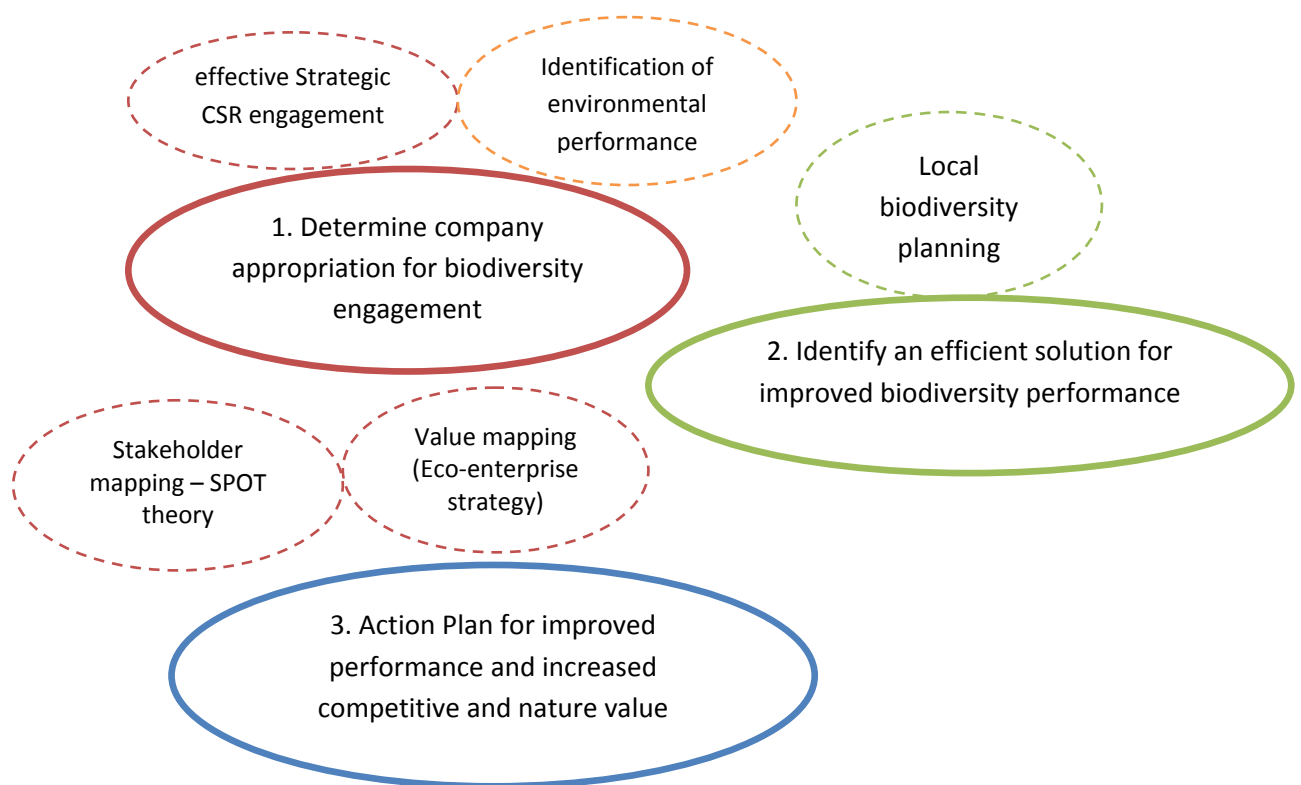 effective Strategic
CSR engagement
Identification of
environmental
performance
1. Determine company
appropriation for biodiversity
engagement
Local
biodiversity
planning
2. Identify an efficient solution for
improved biodiversity performance
Stakeholder
mapping – SPOT
theory
Value mapping
(Eco-enterprise
strategy)
3. Action Plan for improved
performance and increased
competitive and nature value